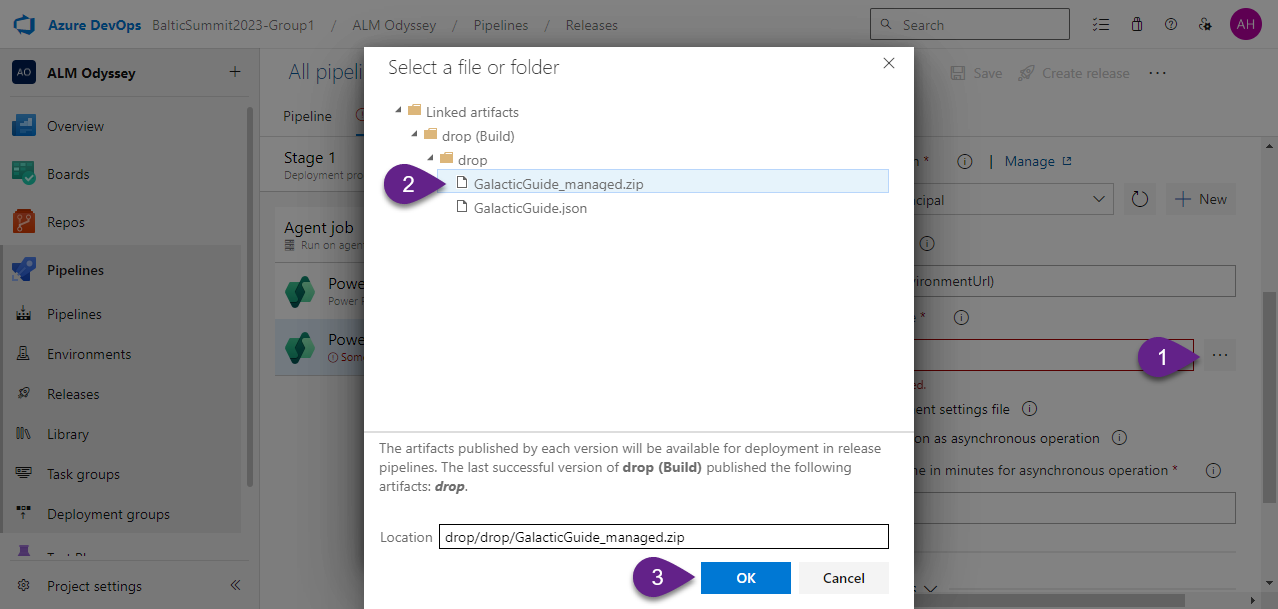 Azure DevOps BalticSummit2023-Group1 / ALM Odyssey / Pipelines / Releases
Search
AH
AO ALM Odyssey +
Overview
Boards
Repos
Pipelines
Pipelines
Environments
Releases
Library
Task groups
Deployment groups
Project settings
All pipeli
Save
Create release
Pipeline
Stage 1
Deployment pro
Agent job
Run on agen
Powe
Power P
Powe
Som
Select a file or folder
Linked artifacts
drop (Build)
drop
2
GalacticGuide_managed.zip
GalacticGuide.json
The artifacts published by each version will be available for deployment in release
pipelines. The last successful version of drop (Build) published the following
artifacts: drop.
Location drop/drop/GalacticGuide_managed.zip
3
OK
Cancel
n * | Manage
cipal
New
ironmentUrl)
*
1
ed.
ent settings file
on as asynchronous operation
me in minutes for asynchronous operation *